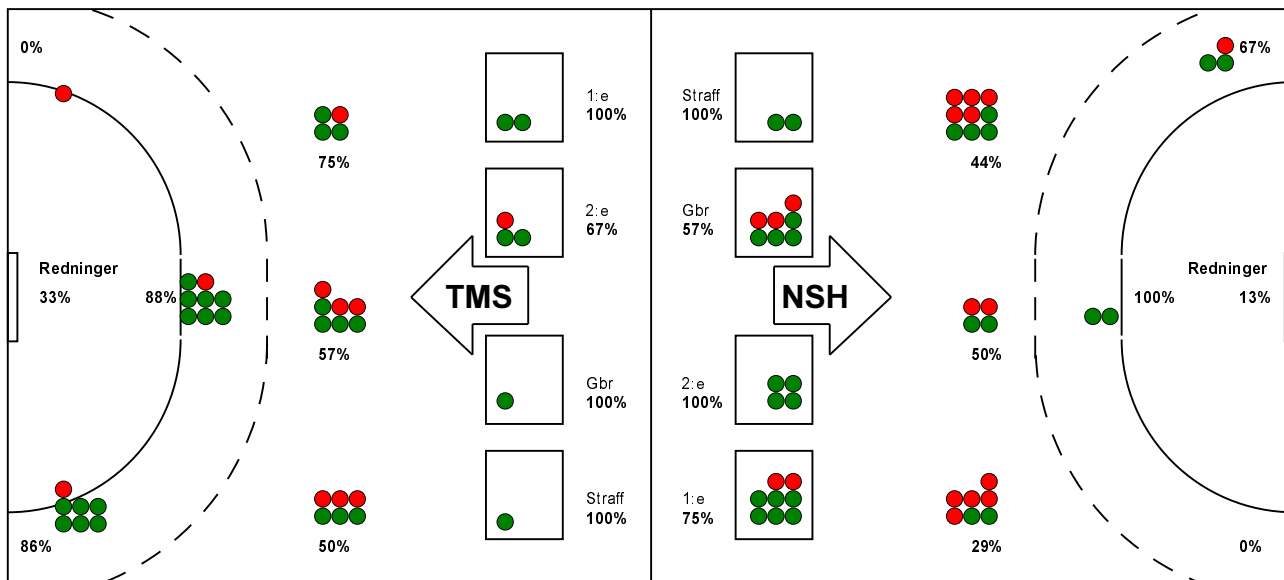 0%
1:e
100%
Straff
100%
67%
75%
44%
2:e
67%
Gbr
57%
Redninger
33%
88%
TMS
NSH
Redninger
100%
13%
57%
50%
Gbr
100%
2:e
100%
Straff
100%
1:e
75%
86%
50%
29%
0%